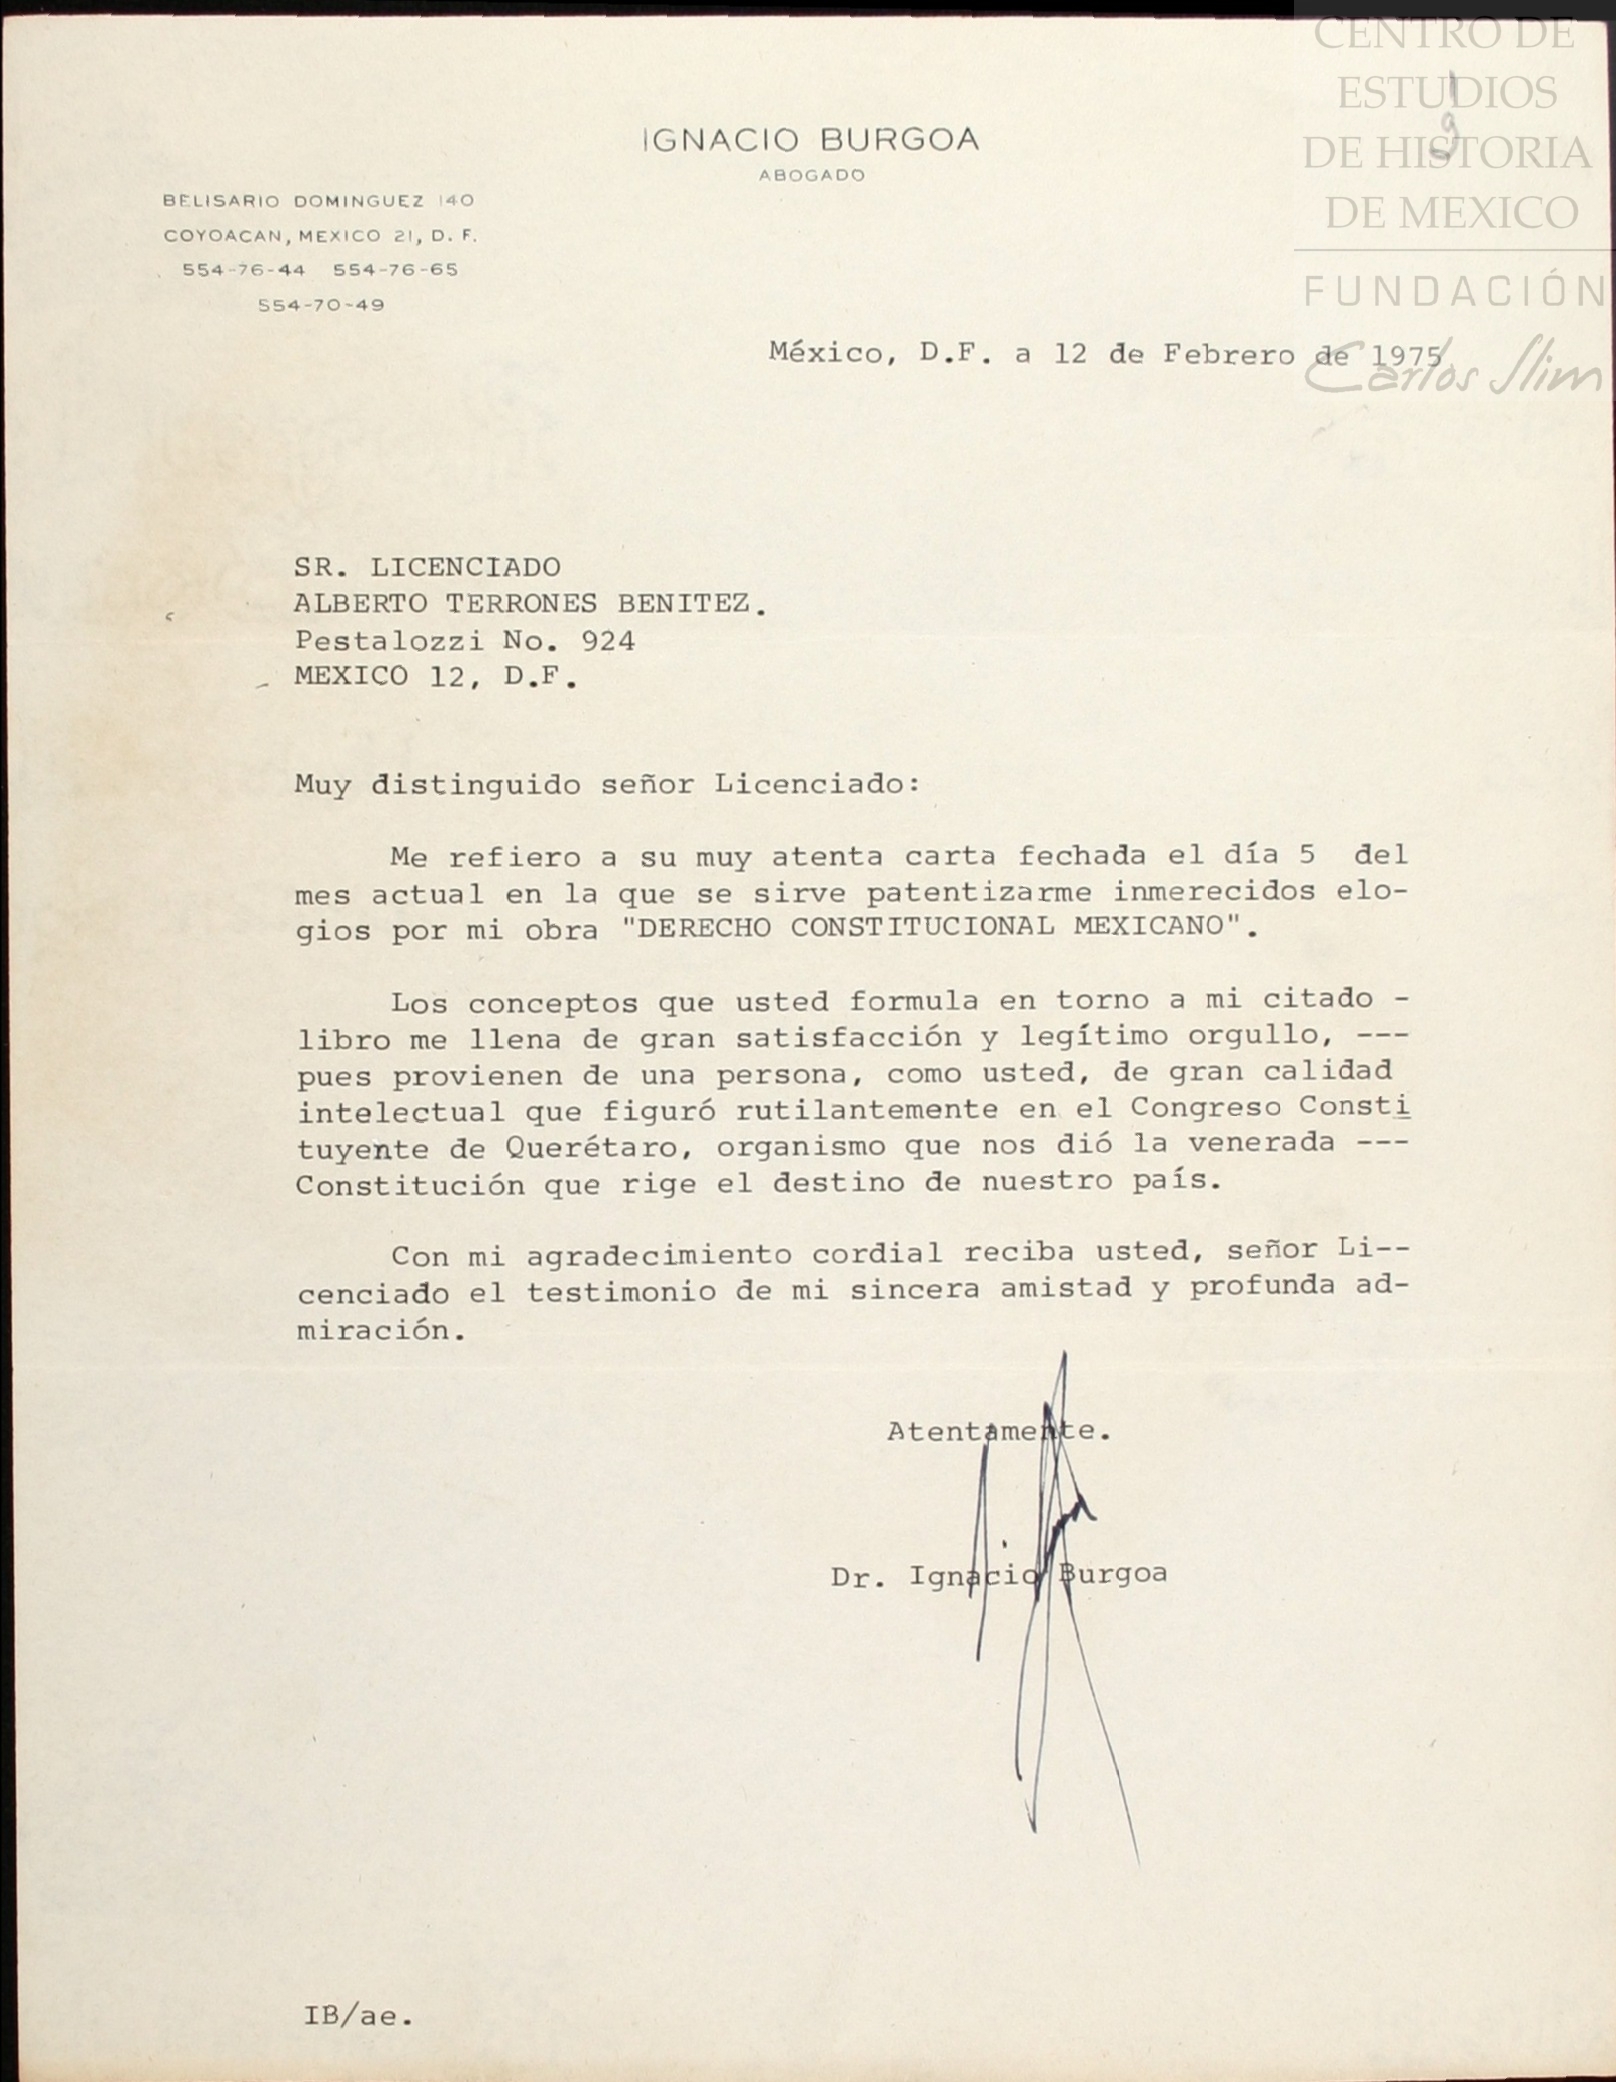 CENTRO DE
ESTUDIOS
DE HISTORIA
DE MEXICO
FUNDACIÓN
Carlos Slim
IGNACIO BURGOA
ABOGADO
BELISARIO DOMINGUEZ 140
COYOACAN, MEXICO 21, D. F.
554-76-44 554-76-65
554-70-49
México, D.F. a 12 de Febrero de 1975
SR. LICENCIADO
ALBERTO TERRONES BENITEZ.
Pestalozzi No. 924
MEXICO 12, D.F.
Muy distinguido señor Licenciado:
Me refiero a su muy atenta carta fechada el día 5 del
mes actual en la que se sirve patentizarme inmerecidos elo-
gios por mi obra "DERECHO CONSTITUCIONAL MEXICANO".
Los conceptos que usted formula en torno a mi citado -
libro me llena de gran satisfacción y legítimo orgullo, ---
pues provienen de una persona, como usted, de gran calidad
intelectual que figuró rutilantemente en el Congreso Consti
tuyente de Querétaro, organismo que nos dió la venerada ---
Constitución que rige el destino de nuestro país.
Con mi agradecimiento cordial reciba usted, señor Li--
cenciado el testimonio de mi sincera amistad y profunda ad-
miración.
Atentamente.
Dr. Ignacio Burgoa
IB/ae.